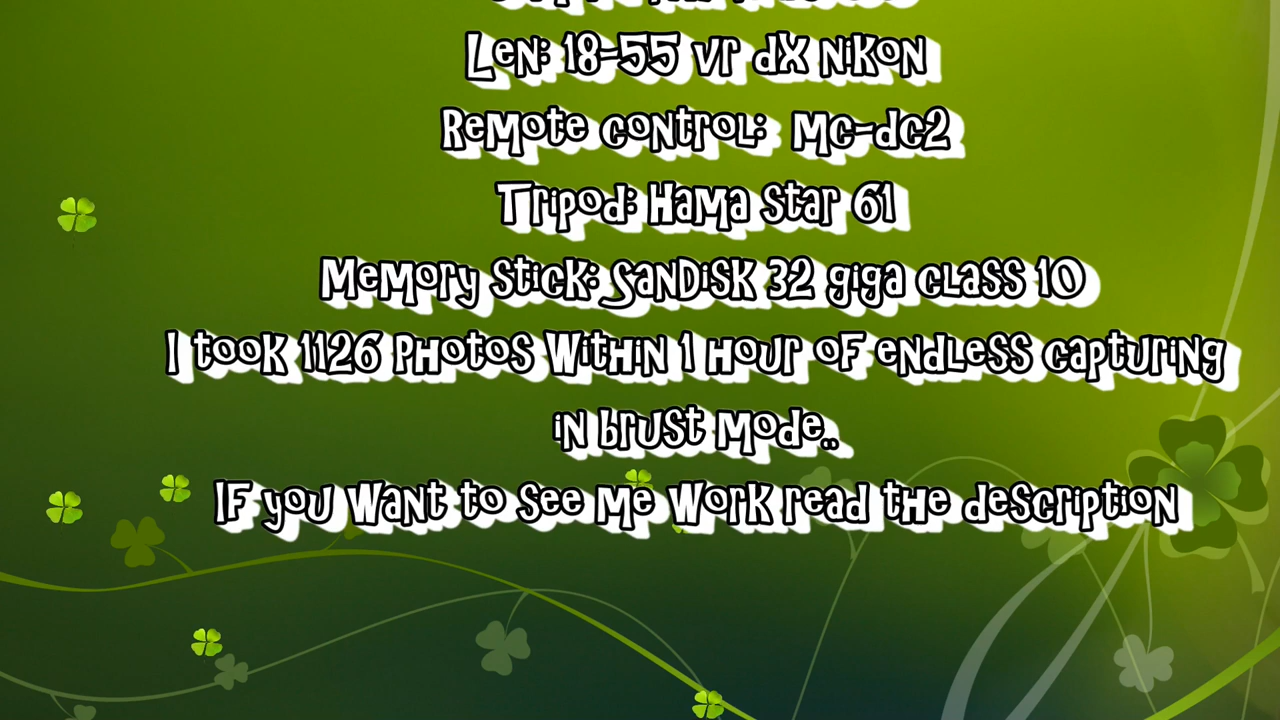 Len: 18-55 vr dx nikon
Remote control: Mc-dc2
Tripod: Hama Star 61
Memory Stick: SanDisk 32 giga class 10
I took 1126 photos within 1 hour of endless capturing
in brust mode..
If you want to see me work read the description